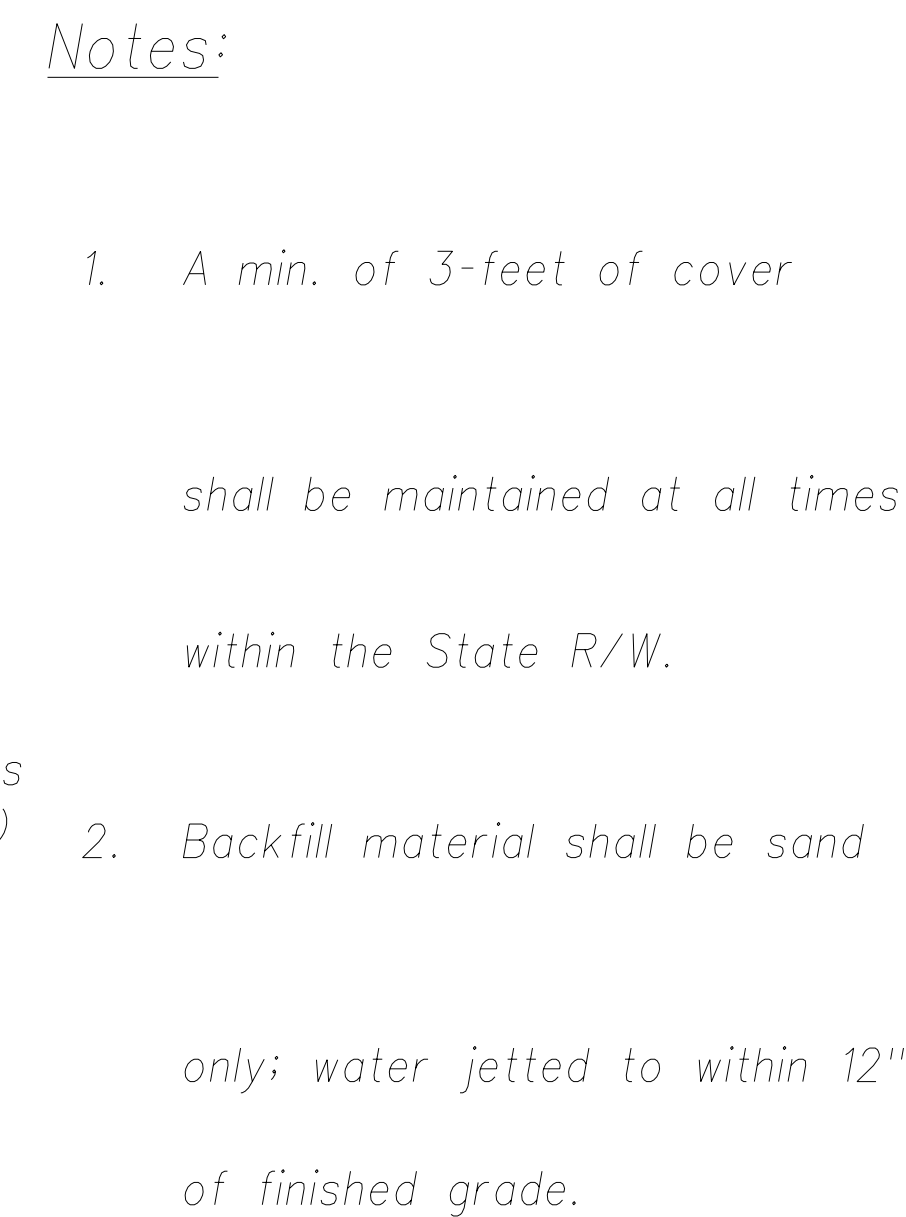 Notes:
1. A min. of 3-feet of cover
shall be maintained at all times
within the State R/W.
s
)
2. Backfill material shall be sand
only; water jetted to within 12"
of finished grade.